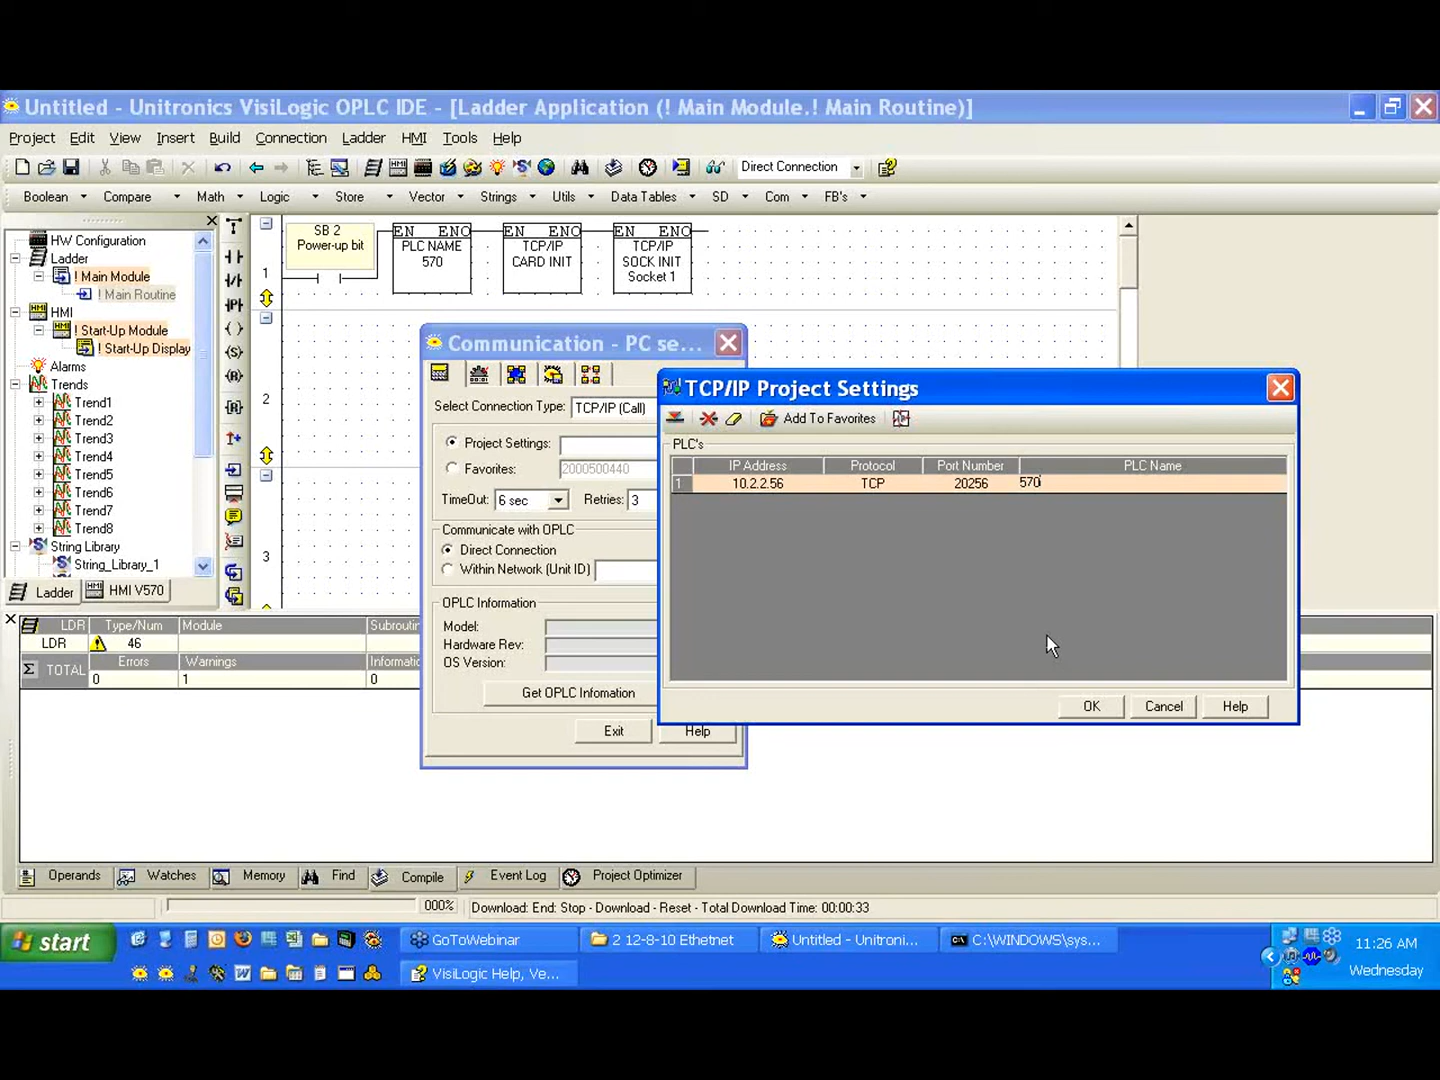 Untitled - Unitronics VisiLogic OPLC IDE - [Ladder Application (! Main Module.! Main Routine)]
Project Edit View Insert Build Connection Ladder HMI Tools Help
Direct Connection
Boolean Compare Math Logic Store Vector Strings Utils Data Tables SD Com FB's
HW Configuration
Ladder
! Main Module
! Main Routine
HMI
! Start-Up Module
! Start-Up Display
Alarms
Trends
Trend1
Trend2
Trend3
Trend4
Trend5
Trend6
Trend7
Trend8
String Library
String_Library_1
Ladder HMI V570
1
2
3
SB 2
Power-up bit
EN ENO
PLC NAME
570
EN ENO
TCP/IP
CARD INIT
EN ENO
TCP/IP
SOCK INIT
Socket 1
Communication - PC se...
Select Connection Type: TCP/IP (Call)
Project Settings:
Favorites: 2000500440
TimeOut: 6 sec Retries: 3
Communicate with OPLC
Direct Connection
Within Network (Unit ID)
OPLC Information
Model:
Hardware Rev:
OS Version:
Get OPLC Infomation
Exit Help
TCP/IP Project Settings
Add To Favorites
PLC's
IP Address Protocol Port Number PLC Name
1 10.2.2.56 TCP 20256 570
OK Cancel Help
LDR Type/Num Module Subroutin
LDR 46
TOTAL Errors Warnings Informatic
0 1 0
Operands Watches Memory Find Compile Event Log Project Optimizer
000% Download: End: Stop - Download - Reset - Total Download Time: 00:00:33
start GoToWebinar 2 12-8-10 Ethetnet Untitled - Unitroni... C:\WINDOWS\sys... 11:26 AM
VisiLogic Help, Ve... Wednesday